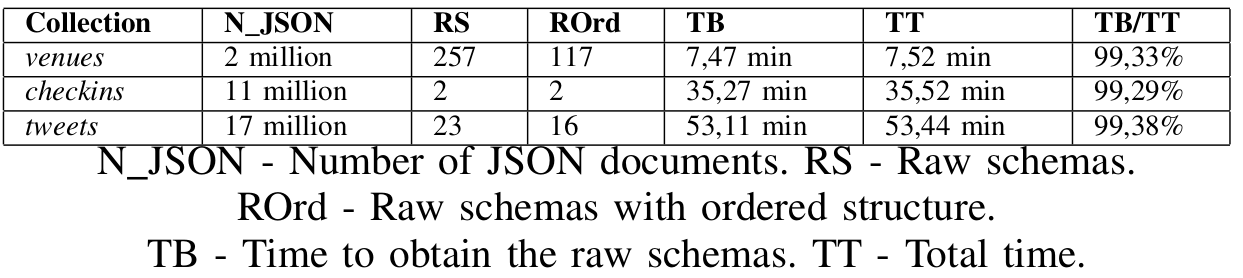 Collection N_JSON RS ROrd TB TT TB/TT
venues 2 million 257 117 7,47 min 7,52 min 99,33%
checkins 11 million 2 2 35,27 min 35,52 min 99,29%
tweets 17 million 23 16 53,11 min 53,44 min 99,38%
N_JSON - Number of JSON documents. RS - Raw schemas.
ROrd - Raw schemas with ordered structure.
TB - Time to obtain the raw schemas. TT - Total time.